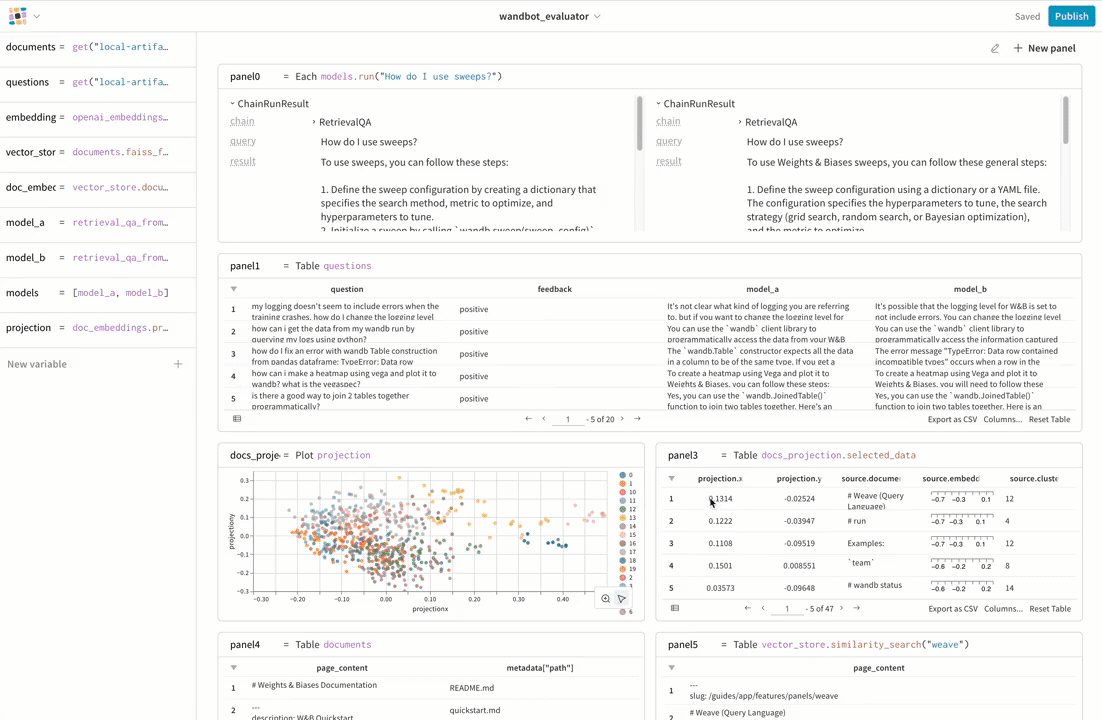 wandbot_evaluator
Saved
Publish
documents = get("local-artifa…
questions = get("local-artifa…
embedding = openai_embeddings…
vector_stor = documents.faiss_f…
doc_embec = vector_store.docu…
model_a = retrieval_qa_from…
model_b = retrieval_qa_from…
models = [model_a, model_b]
projection = doc_embeddings.pr…
New variable +
+ New panel
panel0 = Each models.run("How do I use sweeps?")
ChainRunResult
chain RetrievalQA
query How do I use sweeps?
result To use sweeps, you can follow these steps:
1. Define the sweep configuration by creating a dictionary that
specifies the search method, metric to optimize, and
hyperparameters to tune.
2. Initialize a sweep by calling `wandb.sweep(sweep_config)`
ChainRunResult
chain RetrievalQA
query How do I use sweeps?
result To use Weights & Biases sweeps, you can follow these general steps:
1. Define the sweep configuration using a dictionary or a YAML file.
The configuration specifies the hyperparameters to tune, the search
strategy (grid search, random search, or Bayesian optimization),
and the metric to optimize.
panel1 = Table questions
question feedback model_a model_b
1 my logging doesn't seem to include errors when the
training crashes. how do I change the logging level
positive
It's not clear what kind of logging you are referring
to, but if you want to change the logging level for
It's possible that the logging level for W&B is set to
not include errors. You can change the logging level
2 how can i get the data from my wandb run by
querying my logs using python?
positive
You can use the `wandb` client library to
programmatically access the data from your W&B
You can use the `wandb` client library to
programmatically access the information captured
3 how do I fix an error with wandb Table construction
from pandas dataframe: TypeError: Data row
positive
The `wandb.Table` constructor expects all the data
in a column to be of the same type. If you get a
The error message "TypeError: Data row contained
incompatible types" occurs when a row in the
4 how can i make a heatmap using vega and plot it to
wandb? what is the vegaspec?
positive
To create a heatmap using Vega and plot it to
Weights & Biases, you can follow these steps:
To create a heatmap using Vega and plot it to
Weights & Biases, you will need to follow these
5 is there a good way to join 2 tables together
programmatically?
positive
Yes, you can use the `wandb.JoinedTable()`
function to join two tables together. Here's an
Yes, you can use the `wandb.JoinedTable()`
function to join two tables together. Here is an
1 - 5 of 20
Export as CSV Columns... Reset Table
docs_proje = Plot projection
projectiony
0.3
0.2
0.1
0.0
−0.1
−0.2
−0.3
−0.30 −0.20 −0.10 0.00 0.10 0.20 0.30 0.40
projectionx
0
1
10
11
12
13
14
15
16
17
18
19
2
3
6
panel3 = Table docs_projection.selected_data
projection.x projection.y source.docume source.embedd source.cluste
1 0.1314 -0.02524 # Weave (Query
Language)
−0.7 −0.3 0.1 12
2 0.1222 -0.03947 # run −0.7 −0.3 0.1 4
3 0.1108 -0.09519 Examples: −0.7 −0.3 0.1 12
4 0.1501 0.008551 `team` −0.6 −0.2 0.2 8
5 0.03573 -0.09648 # wandb status −0.6 −0.2 0.2 14
1 - 5 of 47
Export as CSV Columns... Reset Table
panel4 = Table documents
page_content metadata["path"]
1 # Weights & Biases Documentation README.md
2 ---
description: W&B Quickstart
quickstart.md
panel5 = Table vector_store.similarity_search("weave")
page_content
1 ---
slug: /guides/app/features/panels/weave
2 # Weave (Query Language)